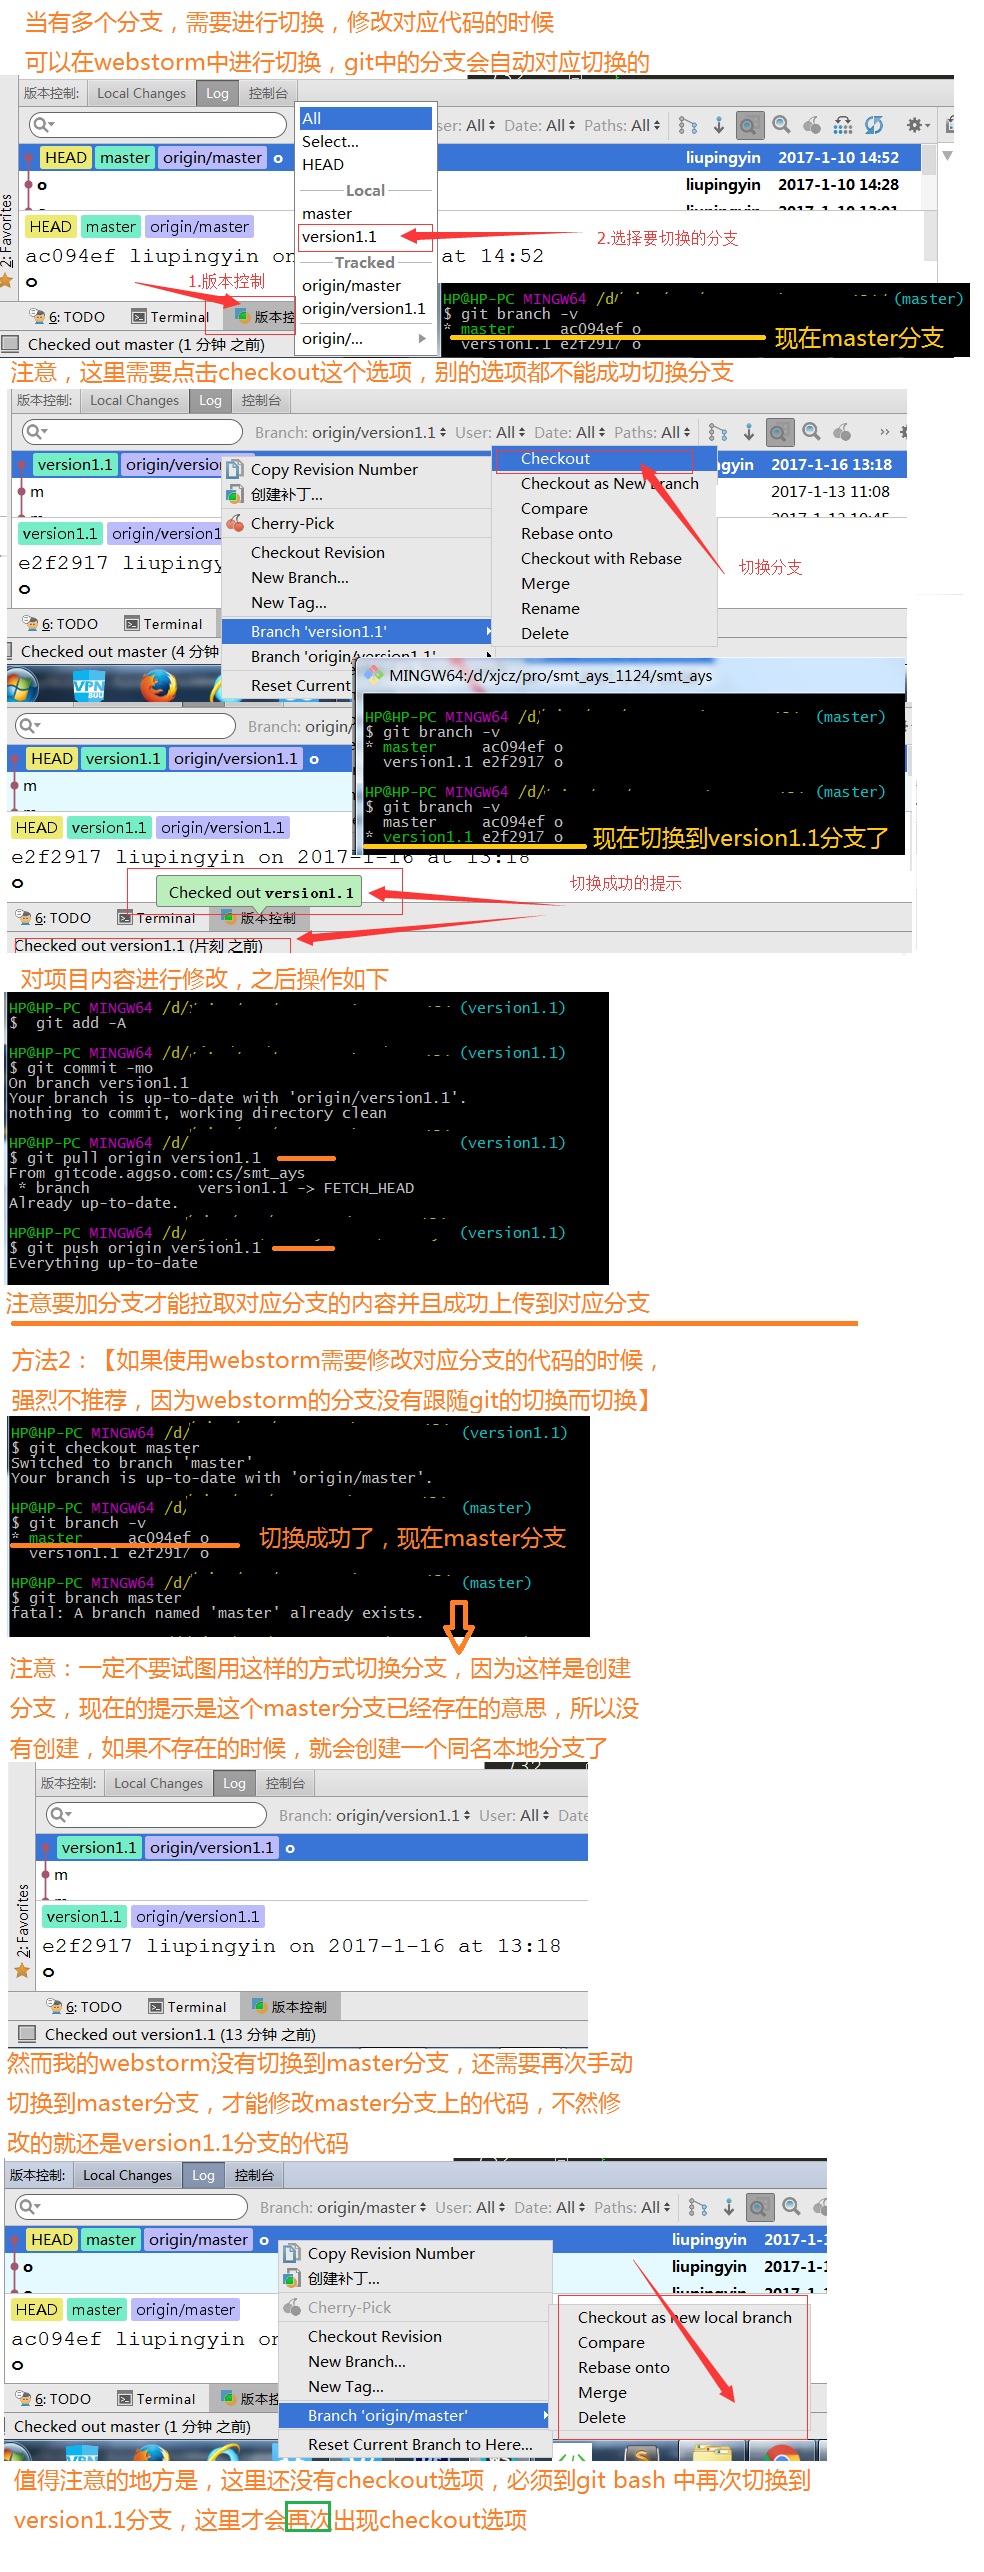 当有多个分支，需要进行切换，修改对应代码的时候
可以在webstorm中进行切换，git中的分支会自动对应切换的
版本控制: Local Changes Log 控制台
All
ser: All Date: All Paths: All
Select...
HEAD master origin/master o liupingyin 2017-1-10 14:52
HEAD
o liupingyin 2017-1-10 14:28
Local
master
HEAD master origin/master
version1.1 2.选择要切换的分支
2: Favorites
ac094ef liupingyin on at 14:52
Tracked
o
1.版本控制
origin/master
origin/version1.1
6: TODO Terminal 版本控
origin/...
Checked out master (1 分钟 之前)
HP@HP-PC MINGW64 /d/ (master)
$ git branch -v
* master ac094ef o
version1.1 e2f2917 o
现在master分支
注意，这里需要点击checkout这个选项，别的选项都不能成功切换分支
版本控制: Local Changes Log 控制台
Branch: origin/version1.1 User: All Date: All Paths: All
version1.1 origin/versio gyin 2017-1-16 13:18
m 2017-1-13 11:08
version1.1 origin/version1
e2f2917 liupingy
o
Copy Revision Number
创建补丁...
Cherry-Pick
Checkout Revision
New Branch...
New Tag...
Branch 'version1.1'
Branch 'origin/version1.1'
Reset Current
Checkout
Checkout as New Branch
Compare
Rebase onto
Checkout with Rebase
Merge
Rename
Delete
切换分支
6: TODO Terminal
Checked out master (4 分钟
VPN
MINGW64:/d/xjcz/pro/smt_ays_1124/smt_ays
HP@HP-PC MINGW64 /d/ (master)
$ git branch -v
* master ac094ef o
version1.1 e2f2917 o
HP@HP-PC MINGW64 /d/ (master)
$ git branch -v
master ac094ef o
* version1.1 e2f2917 o
现在切换到version1.1分支了
Branch: origi
HEAD version1.1 origin/version1.1 o
m
HEAD version1.1 origin/version1.1
e2f2917 liupingyin on 2017-1-16 at 13:18
o
Checked out version1.1
切换成功的提示
6: TODO Terminal 版本控制
Checked out version1.1 (片刻 之前)
对项目内容进行修改，之后操作如下
HP@HP-PC MINGW64 /d/ (version1.1)
$ git add -A
HP@HP-PC MINGW64 /d/ (version1.1)
$ git commit -mo
On branch version1.1
Your branch is up-to-date with 'origin/version1.1'.
nothing to commit, working directory clean
HP@HP-PC MINGW64 /d/ (version1.1)
$ git pull origin version1.1
From gitcode.aggso.com:cs/smt_ays
* branch version1.1 -> FETCH_HEAD
Already up-to-date.
HP@HP-PC MINGW64 /d/ (version1.1)
$ git push origin version1.1
Everything up-to-date
注意要加分支才能拉取对应分支的内容并且成功上传到对应分支
方法2：【如果使用webstorm需要修改对应分支的代码的时候，
强烈不推荐，因为webstorm的分支没有跟随git的切换而切换】
HP@HP-PC MINGW64 /d/ (version1.1)
$ git checkout master
Switched to branch 'master'
Your branch is up-to-date with 'origin/master'.
HP@HP-PC MINGW64 /d/ (master)
$ git branch -v
* master ac094ef o
version1.1 e2f2917 o
切换成功了，现在master分支
HP@HP-PC MINGW64 /d/ (master)
$ git branch master
fatal: A branch named 'master' already exists.
注意：一定不要试图用这样的方式切换分支，因为这样是创建
分支，现在的提示是这个master分支已经存在的意思，所以没
有创建，如果不存在的时候，就会创建一个同名本地分支了
版本控制: Local Changes Log 控制台
Branch: origin/version1.1 User: All Date
version1.1 origin/version1.1 o
m
version1.1 origin/version1.1
2: Favorites
e2f2917 liupingyin on 2017-1-16 at 13:18
o
6: TODO Terminal 版本控制
Checked out version1.1 (13 分钟 之前)
然而我的webstorm没有切换到master分支，还需要再次手动
切换到master分支，才能修改master分支上的代码，不然修
改的就还是version1.1分支的代码
版本控制: Local Changes Log 控制台
Branch: origin/master User: All Date: All Paths: All
HEAD master origin/master o liupingyin 2017-1-1
o liupingyin 2017-1-1
liupingyin 2017-1-1
HEAD master origin/master
ac094ef liupingyin on
o
Copy Revision Number
创建补丁...
Cherry-Pick
Checkout Revision
New Branch...
New Tag...
Branch 'origin/master'
Reset Current Branch to Here...
Checkout as new local branch
Compare
Rebase onto
Merge
Delete
6: TODO Terminal 版本控
Checked out master (1 分钟 之前)
值得注意的地方是，这里还没有checkout选项，必须到git bash 中再次切换到
version1.1分支，这里才会再次出现checkout选项